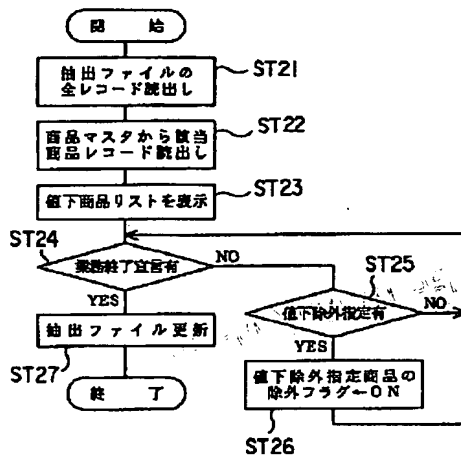 開 始
抽出ファイルの
全レコード読出し
ST21
商品マスタから該当
商品レコード読出し
ST22
値下商品リストを表示
ST23
ST24
業務終了宣言有
NO
YES
ST25
値下除外指定有
NO
YES
抽出ファイル更新
ST27
値下除外指定商品の
除外フラグーON
ST26
終 了